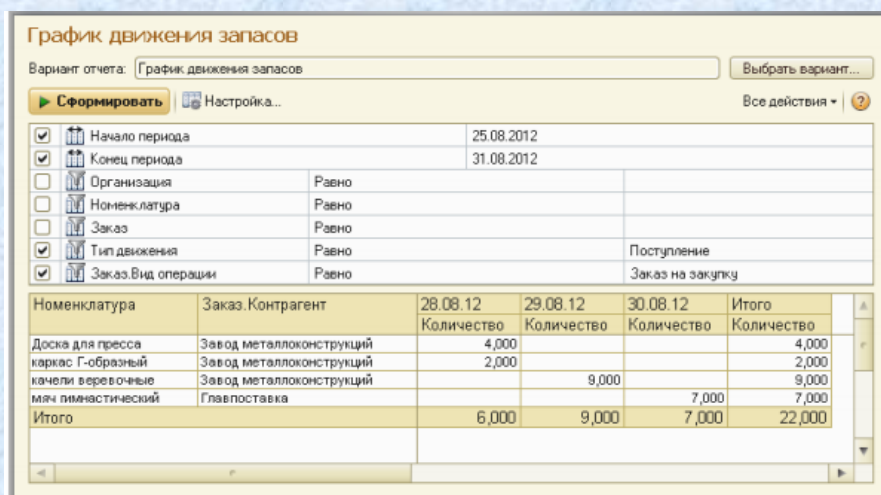 График движения запасов
Вариант отчета: График движения запасов Выбрать вариант...
Сформировать Настройка... Все действия ?
Начало периода 25.08.2012
Конец периода 31.08.2012
Организация Равно
Номенклатура Равно
Заказ Равно
Тип движения Равно Поступление
Заказ.Вид операции Равно Заказ на закупку
Номенклатура Заказ.Контрагент 28.08.12 29.08.12 30.08.12 Итого
Количество Количество Количество Количество
Доска для пресса Завод металлоконструкций 4,000 4,000
каркас Г-образный Завод металлоконструкций 2,000 2,000
качели веревочные Завод металлоконструкций 9,000 9,000
мяч гимнастический Главпоставка 7,000 7,000
Итого 6,000 9,000 7,000 22,000